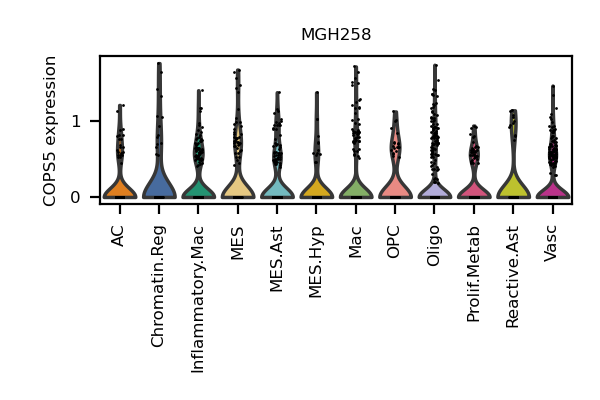 MGH258
COPS5 expression
1
0
AC
Chromatin.Reg
Inflammatory.Mac
MES
MES.Ast
MES.Hyp
Mac
OPC
Oligo
Prolif.Metab
Reactive.Ast
Vasc